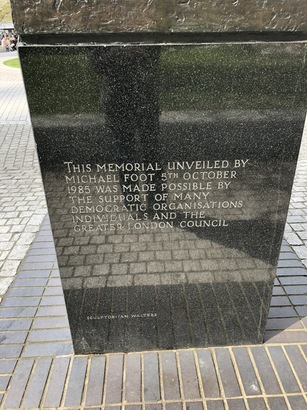 THIS MEMORIAL UNVEILED BY
MICHAEL FOOT 5TH OCTOBER
1985 WAS MADE POSSIBLE BY
THE SUPPORT OF MANY
DEMOCRATIC ORGANISATIONS
INDIVIDUALS AND THE
GREATER LONDON COUNCIL
SCULPTOR IAN WALTERS